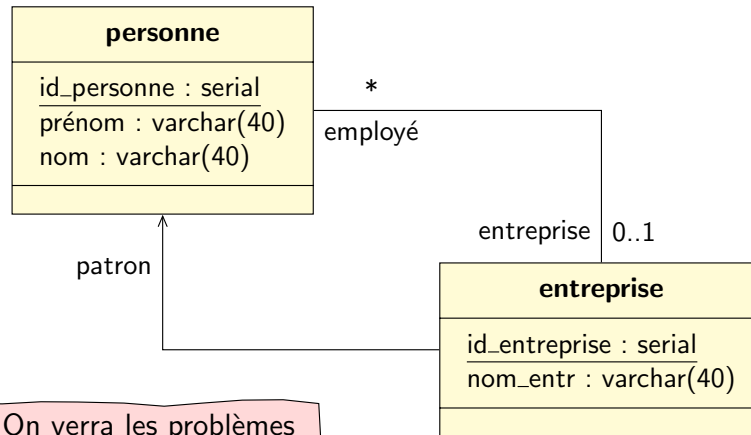 personne
id_personne : serial
prénom : varchar(40)
nom : varchar(40)
*
employé
entreprise 0..1
patron
entreprise
id_entreprise : serial
nom_entr : varchar(40)
On verra les problèmes